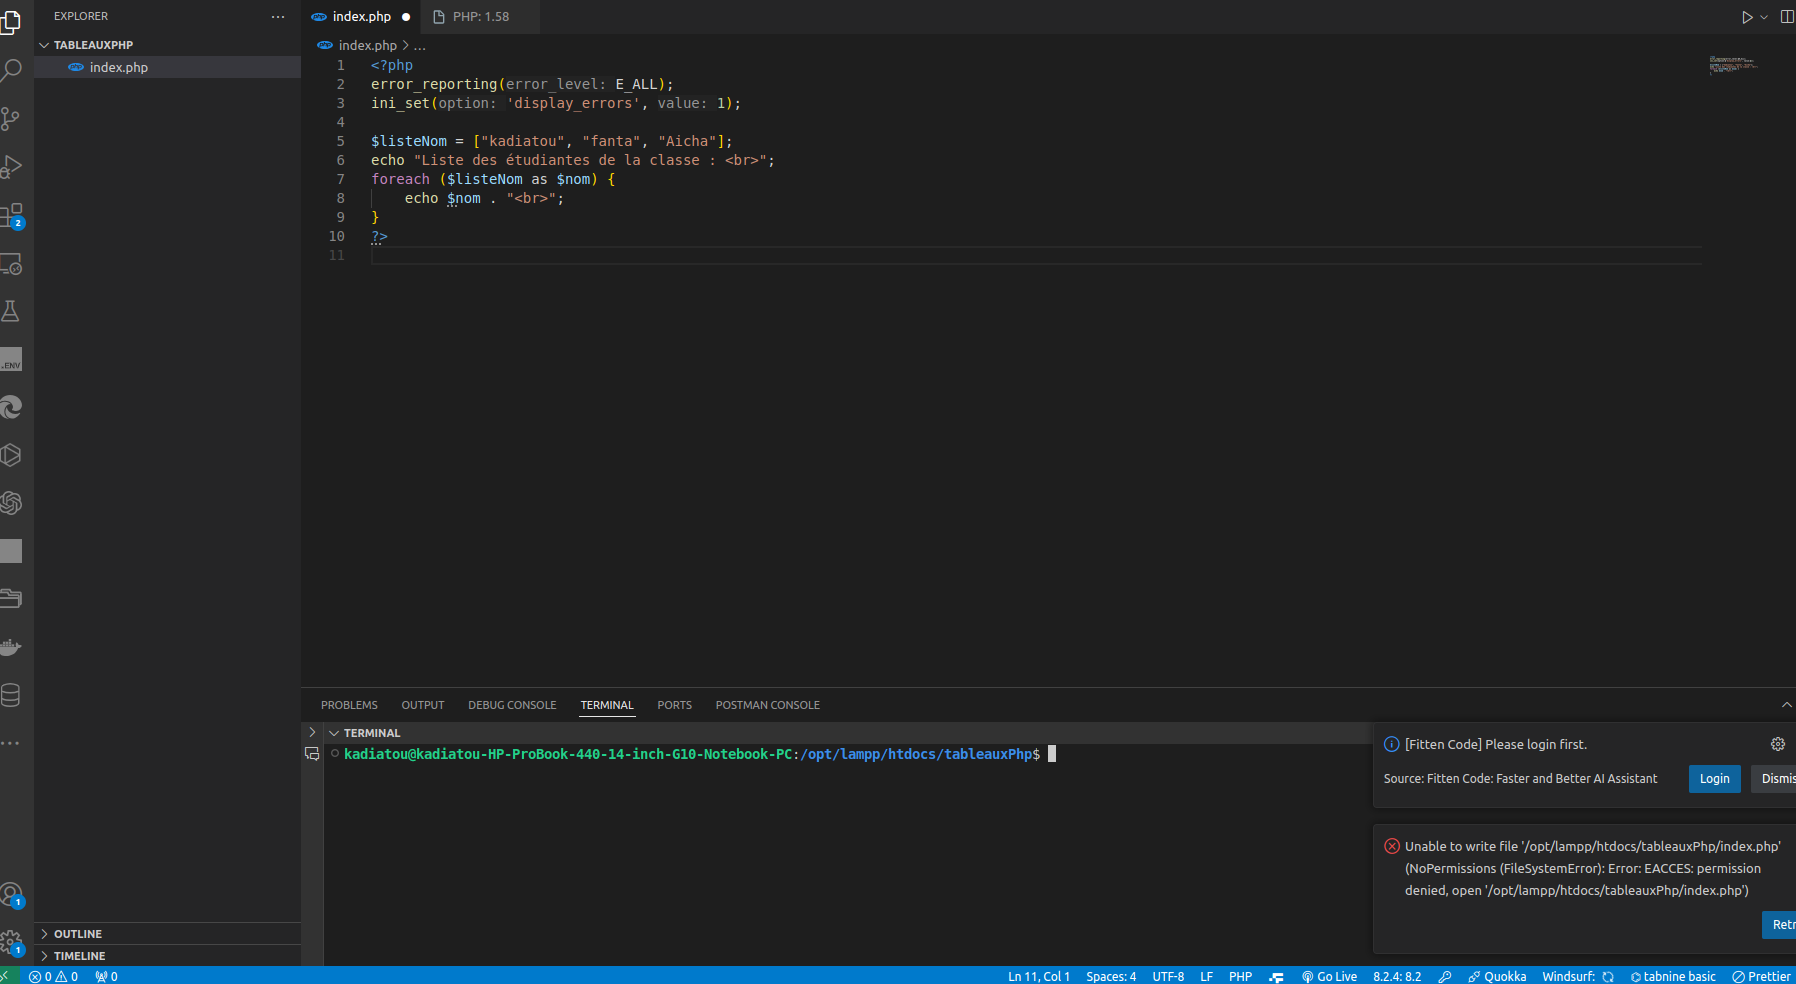 EXPLORER
TABLEAUXPHP
index.php
index.php
PHP: 1.58
index.php > ...
1 <?php
2 error_reporting(error_level: E_ALL);
3 ini_set(option: 'display_errors', value: 1);
4
5 $listeNom = ["kadiatou", "fanta", "Aicha"];
6 echo "Liste des étudiantes de la classe : <br>";
7 foreach ($listeNom as $nom) {
8 echo $nom . "<br>";
9 }
10 ?>
11
2
.ENV
PROBLEMS OUTPUT DEBUG CONSOLE TERMINAL PORTS POSTMAN CONSOLE
TERMINAL
kadiatou@kadiatou-HP-ProBook-440-14-inch-G10-Notebook-PC:/opt/lampp/htdocs/tableauxPhp$
[Fitten Code] Please login first.
Source: Fitten Code: Faster and Better AI Assistant
Login
Dismis
Unable to write file '/opt/lampp/htdocs/tableauxPhp/index.php'
(NoPermissions (FileSystemError): Error: EACCES: permission
denied, open '/opt/lampp/htdocs/tableauxPhp/index.php')
Retr
1
1
OUTLINE
TIMELINE
0 0 0
Ln 11, Col 1 Spaces: 4 UTF-8 LF PHP Go Live 8.2.4: 8.2 Quokka Windsurf: tabnine basic Prettier